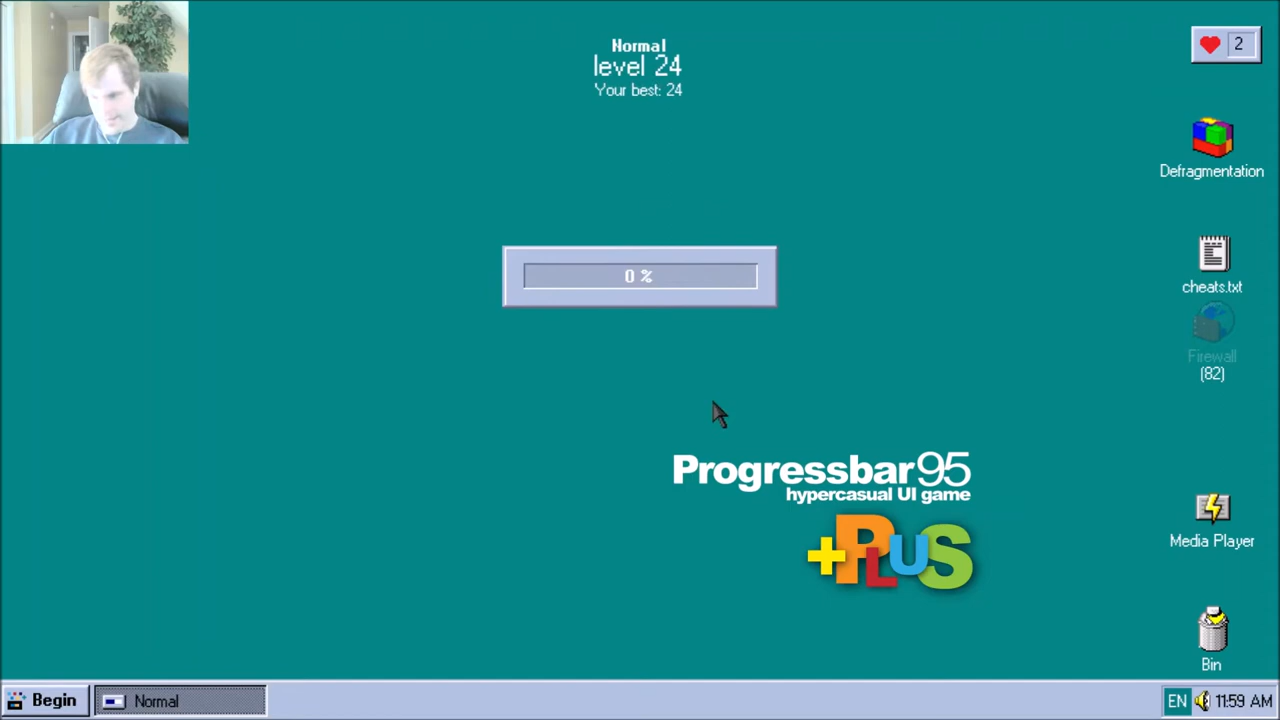 Normal
level 24
Your best: 24
2
Defragmentation
0 %
cheats.txt
Firewall
(82)
Progressbar95
hypercasual UI game
+PLUS
Media Player
Bin
Begin
Normal
EN
11:59 AM